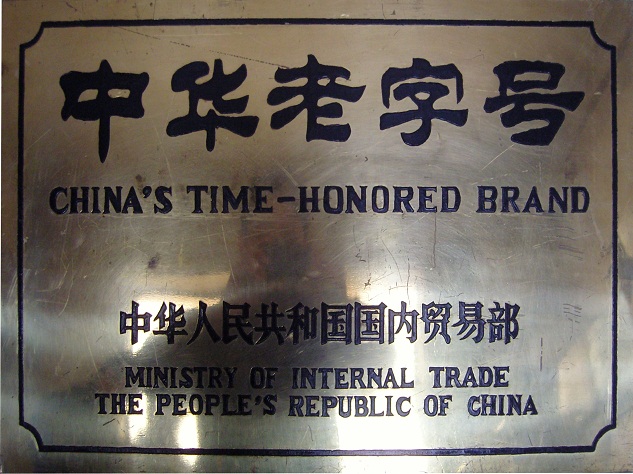 中华老字号
CHINA'S TIME-HONORED BRAND
中华人民共和国国内贸易部
MINISTRY OF INTERNAL TRADE
THE PEOPLE'S REPUBLIC OF CHINA